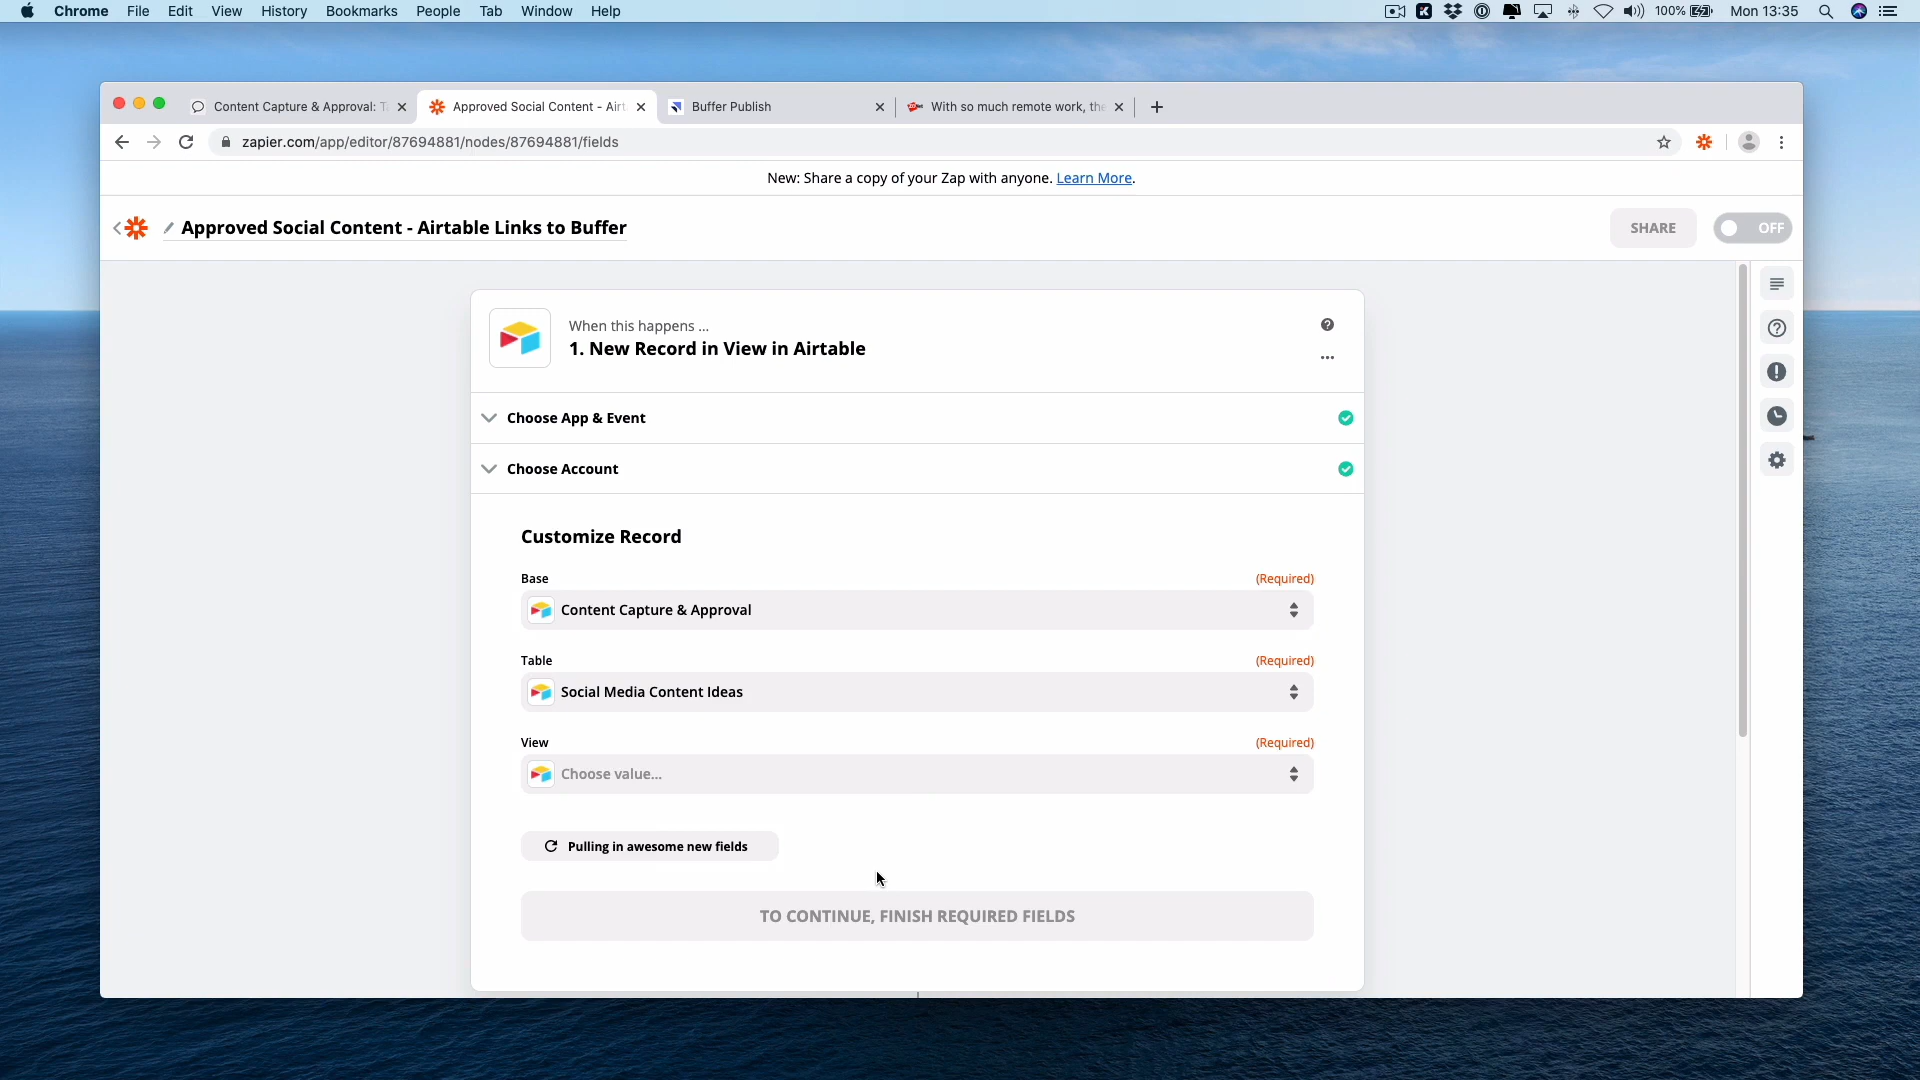 Chrome File Edit View History Bookmarks People Tab Window Help 100% Mon 13:35
Content Capture & Approval: Approved Social Content - Airt Buffer Publish With so much remote work, the
zapier.com/app/editor/87694881/nodes/87694881/fields
New: Share a copy of your Zap with anyone. Learn More.
Approved Social Content - Airtable Links to Buffer SHARE OFF
When this happens ...
1. New Record in View in Airtable
Choose App & Event
Choose Account
Customize Record
Base (Required)
Content Capture & Approval
Table (Required)
Social Media Content Ideas
View (Required)
Choose value...
Pulling in awesome new fields
TO CONTINUE, FINISH REQUIRED FIELDS